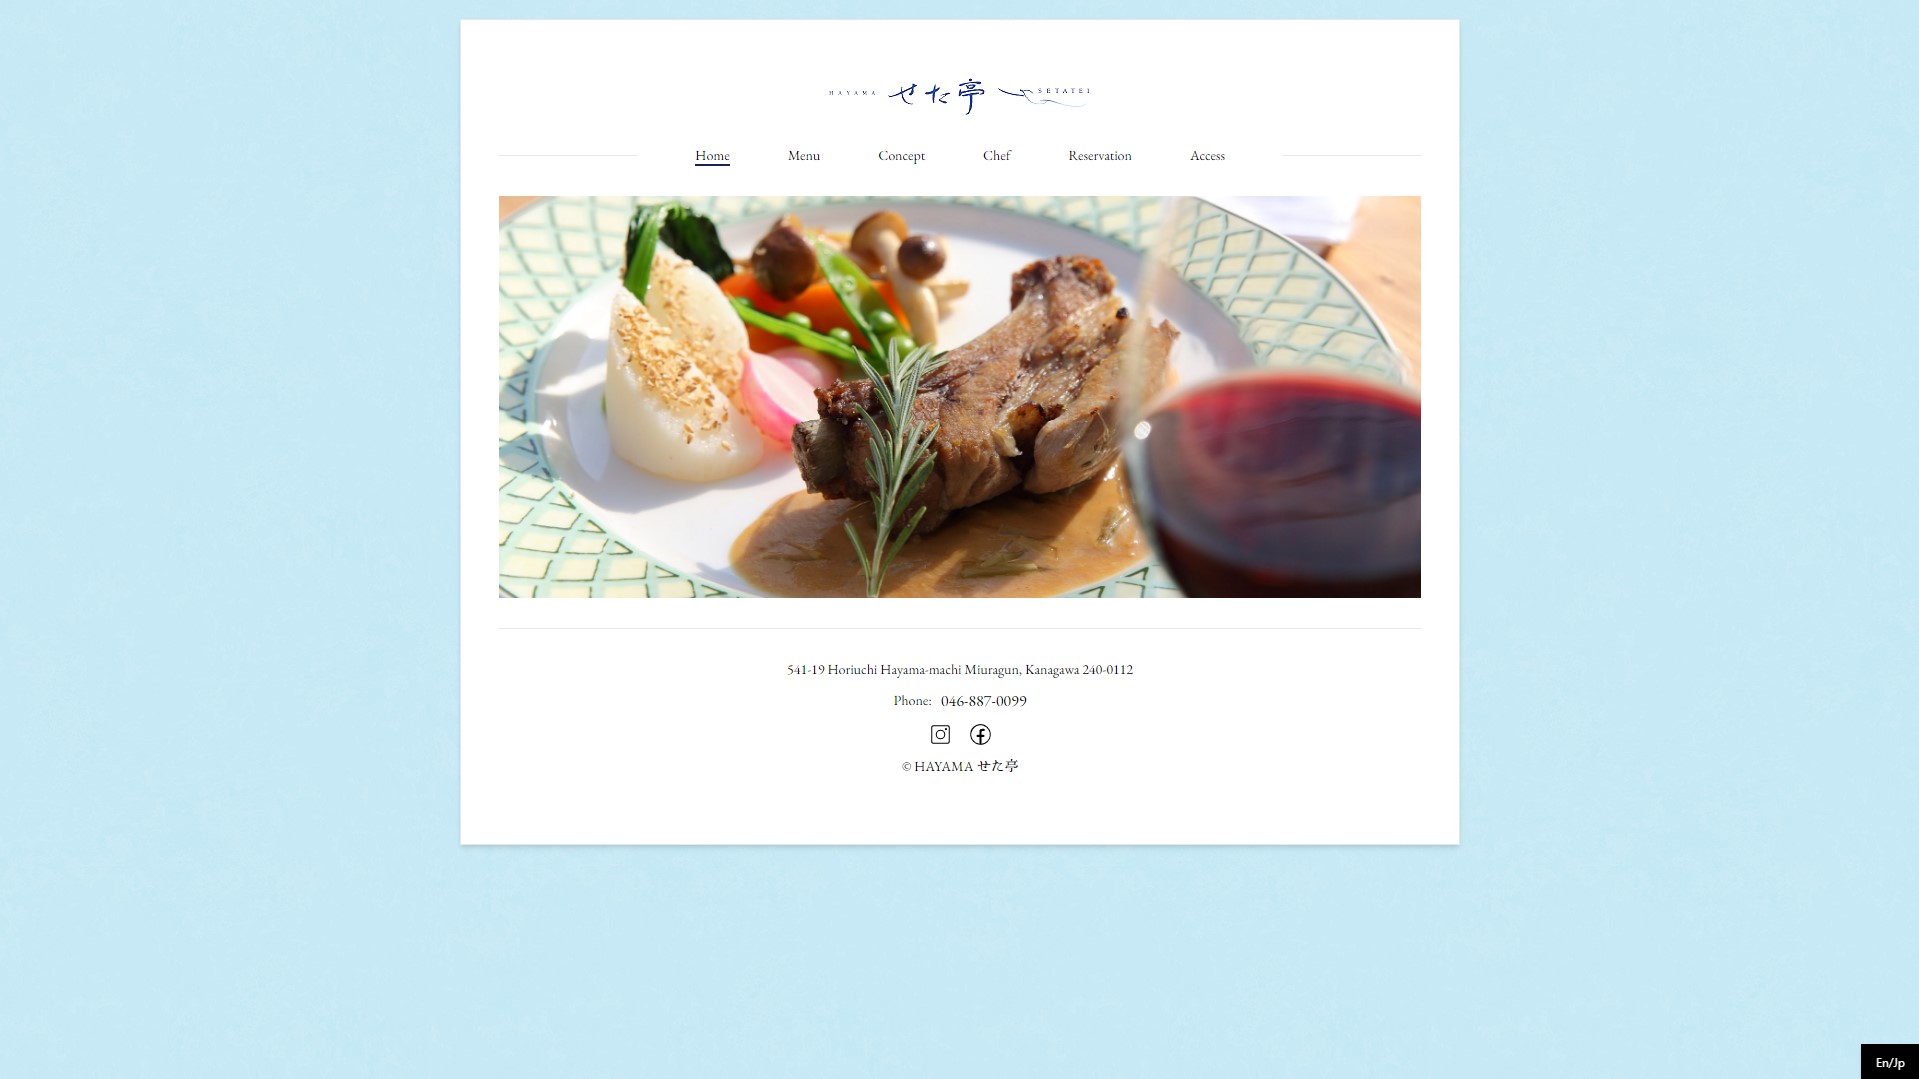 HAYAMA せた亭 SETATEI
Home Menu Concept Chef Reservation Access
541-19 Horiuchi Hayama-machi Miuragun, Kanagawa 240-0112
Phone: 046-887-0099
© HAYAMA せた亭
En/Jp